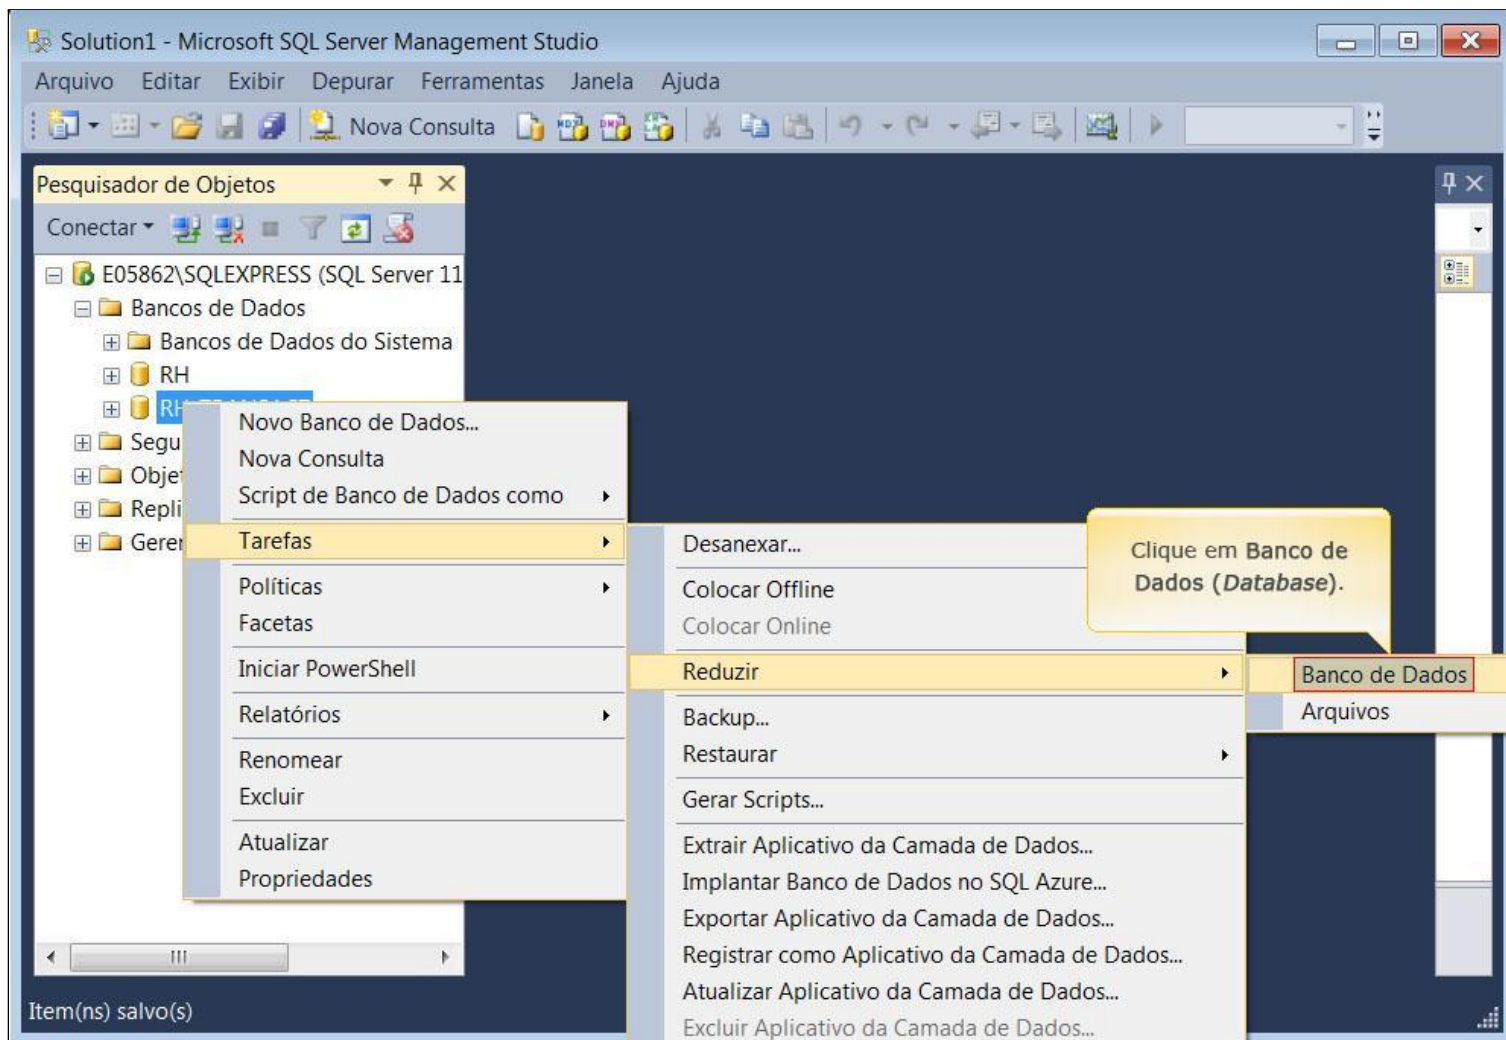 Solution1 - Microsoft SQL Server Management Studio
Arquivo Editar Exibir Depurar Ferramentas Janela Ajuda
Nova Consulta
Pesquisador de Objetos
Conectar
E05862\SQLEXPRESS (SQL Server 11
Bancos de Dados
Bancos de Dados do Sistema
RH
Segu
Objet
Repli
Geren
Novo Banco de Dados...
Nova Consulta
Script de Banco de Dados como
Tarefas
Políticas
Facetas
Iniciar PowerShell
Relatórios
Renomear
Excluir
Atualizar
Propriedades
Desanexar...
Colocar Offline
Colocar Online
Reduzir
Backup...
Restaurar
Gerar Scripts...
Extrair Aplicativo da Camada de Dados...
Implantar Banco de Dados no SQL Azure...
Exportar Aplicativo da Camada de Dados...
Registrar como Aplicativo da Camada de Dados...
Atualizar Aplicativo da Camada de Dados...
Excluir Aplicativo da Camada de Dados...
Clique em Banco de
Dados (Database).
Banco de Dados
Arquivos
Item(ns) salvo(s)